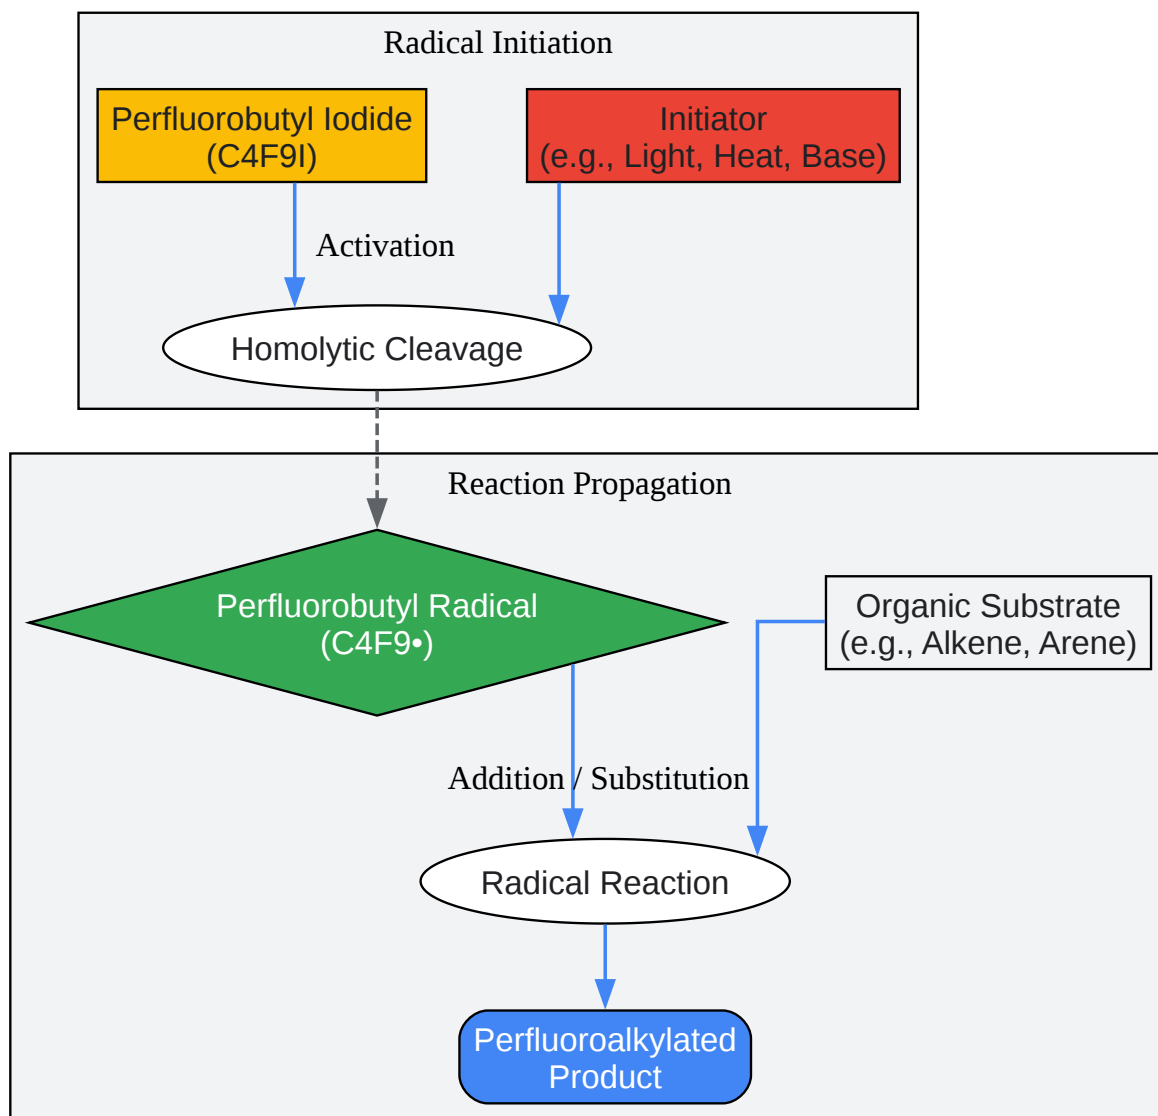 Radical Initiation
Perfluorobutyl Iodide
(C4F9I)
Initiator
(e.g., Light, Heat, Base)
Activation
Homolytic Cleavage
Reaction Propagation
Perfluorobutyl Radical
(C4F9•)
Organic Substrate
(e.g., Alkene, Arene)
Addition / Substitution
Radical Reaction
Perfluoroalkylated
Product